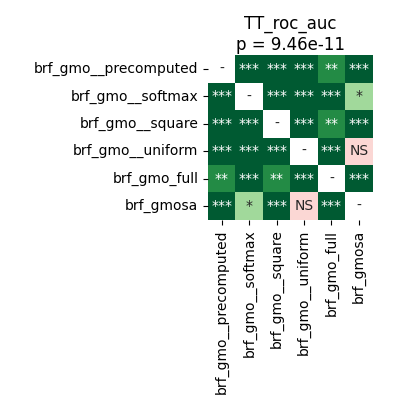 TT_roc_auc
p = 9.46e-11
brf_gmo__precomputed - *** *** *** ** ***
brf_gmo__softmax *** - *** *** *** *
brf_gmo__square *** *** - *** ** ***
brf_gmo__uniform *** *** *** - *** NS
brf_gmo_full ** *** ** *** - ***
brf_gmosa *** * *** NS *** -
brf_gmo__precomputed
brf_gmo__softmax
brf_gmo__square
brf_gmo__uniform
brf_gmo_full
brf_gmosa